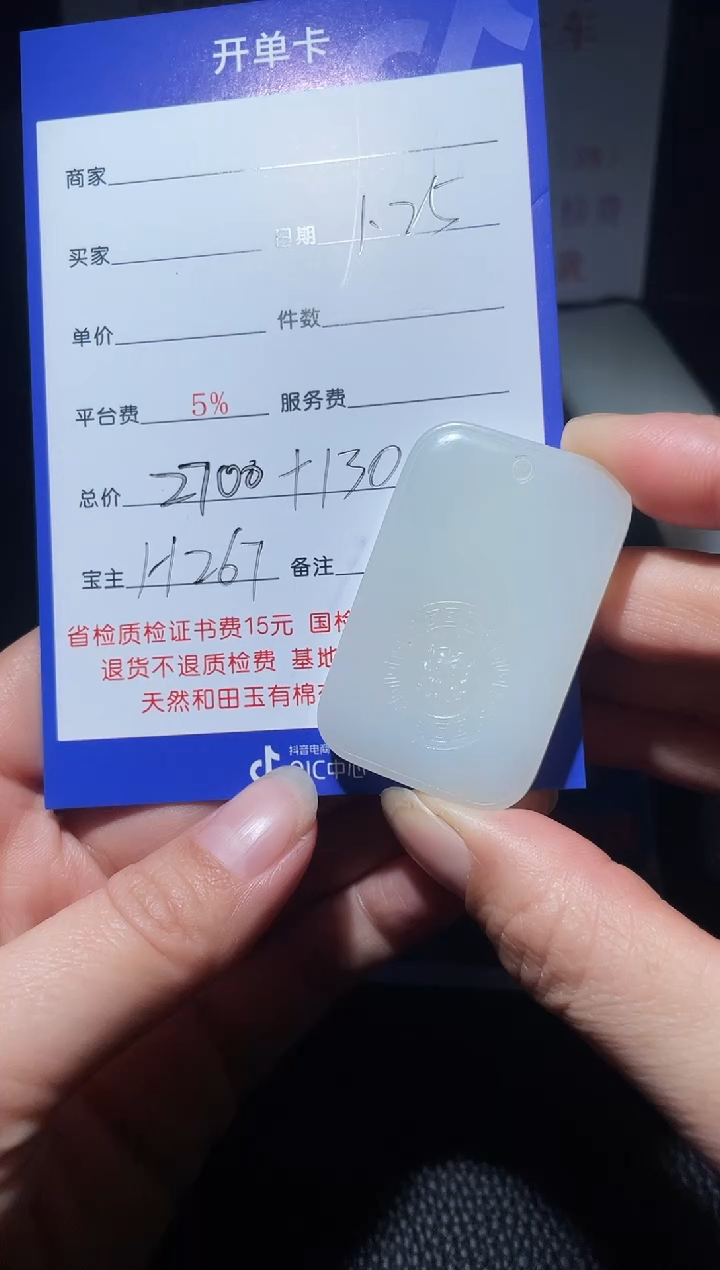 开单卡
商家
买家 日期 1.25
单价 件数
平台费 5% 服务费
总价 2700+130
宝主 H267 备注
省检质检证书费15元 国检
退货不退质检费 基地
天然和田玉有棉
抖音电商
QIC中心